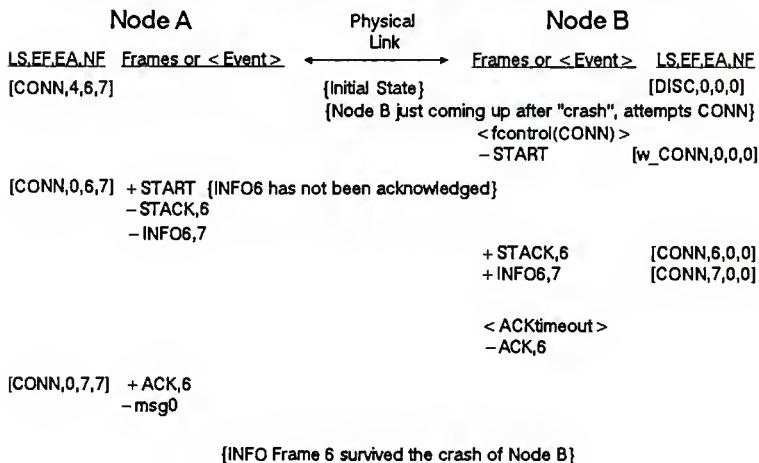 Node A Physical Link Node B
LS,EF,EA,NF Frames or < Event > Frames or < Event > LS,EF,EA,NF
[CONN,4,6,7] {Initial State} [DISC,0,0,0]
{Node B just coming up after "crash", attempts CONN}
< fcontrol(CONN) >
– START [w_CONN,0,0,0]
[CONN,0,6,7] + START {INFO6 has not been acknowledged}
– STACK,6
– INFO6,7
+ STACK,6 [CONN,6,0,0]
+ INFO6,7 [CONN,7,0,0]
< ACKtimeout >
– ACK,6
[CONN,0,7,7] + ACK,6
– msg0
{INFO Frame 6 survived the crash of Node B}